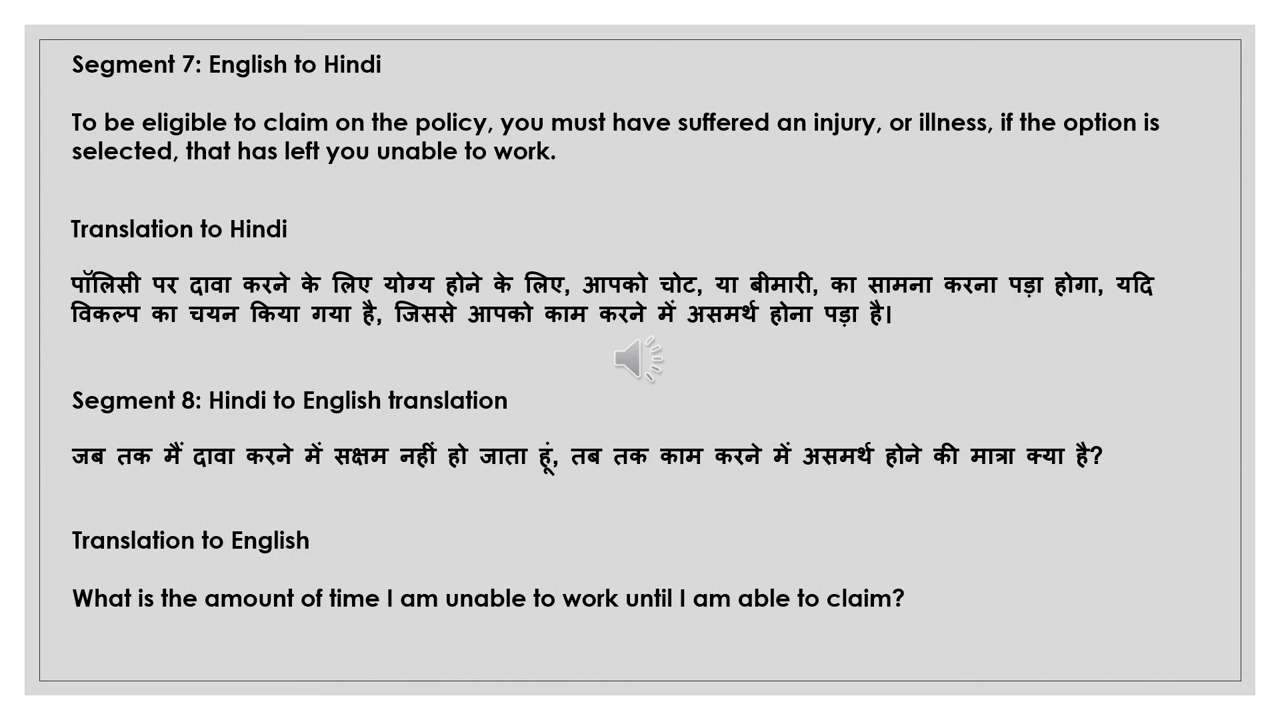 Segment 7: English to Hindi
To be eligible to claim on the policy, you must have suffered an injury, or illness, if the option is
selected, that has left you unable to work.
Translation to Hindi
पॉलिसी पर दावा करने के लिए योग्य होने के लिए, आपको चोट, या बीमारी, का सामना करना पड़ा होगा, यदि
विकल्प का चयन किया गया है, जिससे आपको काम करने में असमर्थ होना पड़ा है।
Segment 8: Hindi to English translation
जब तक मैं दावा करने में सक्षम नहीं हो जाता हूं, तब तक काम करने में असमर्थ होने की मात्रा क्या है?
Translation to English
What is the amount of time I am unable to work until I am able to claim?